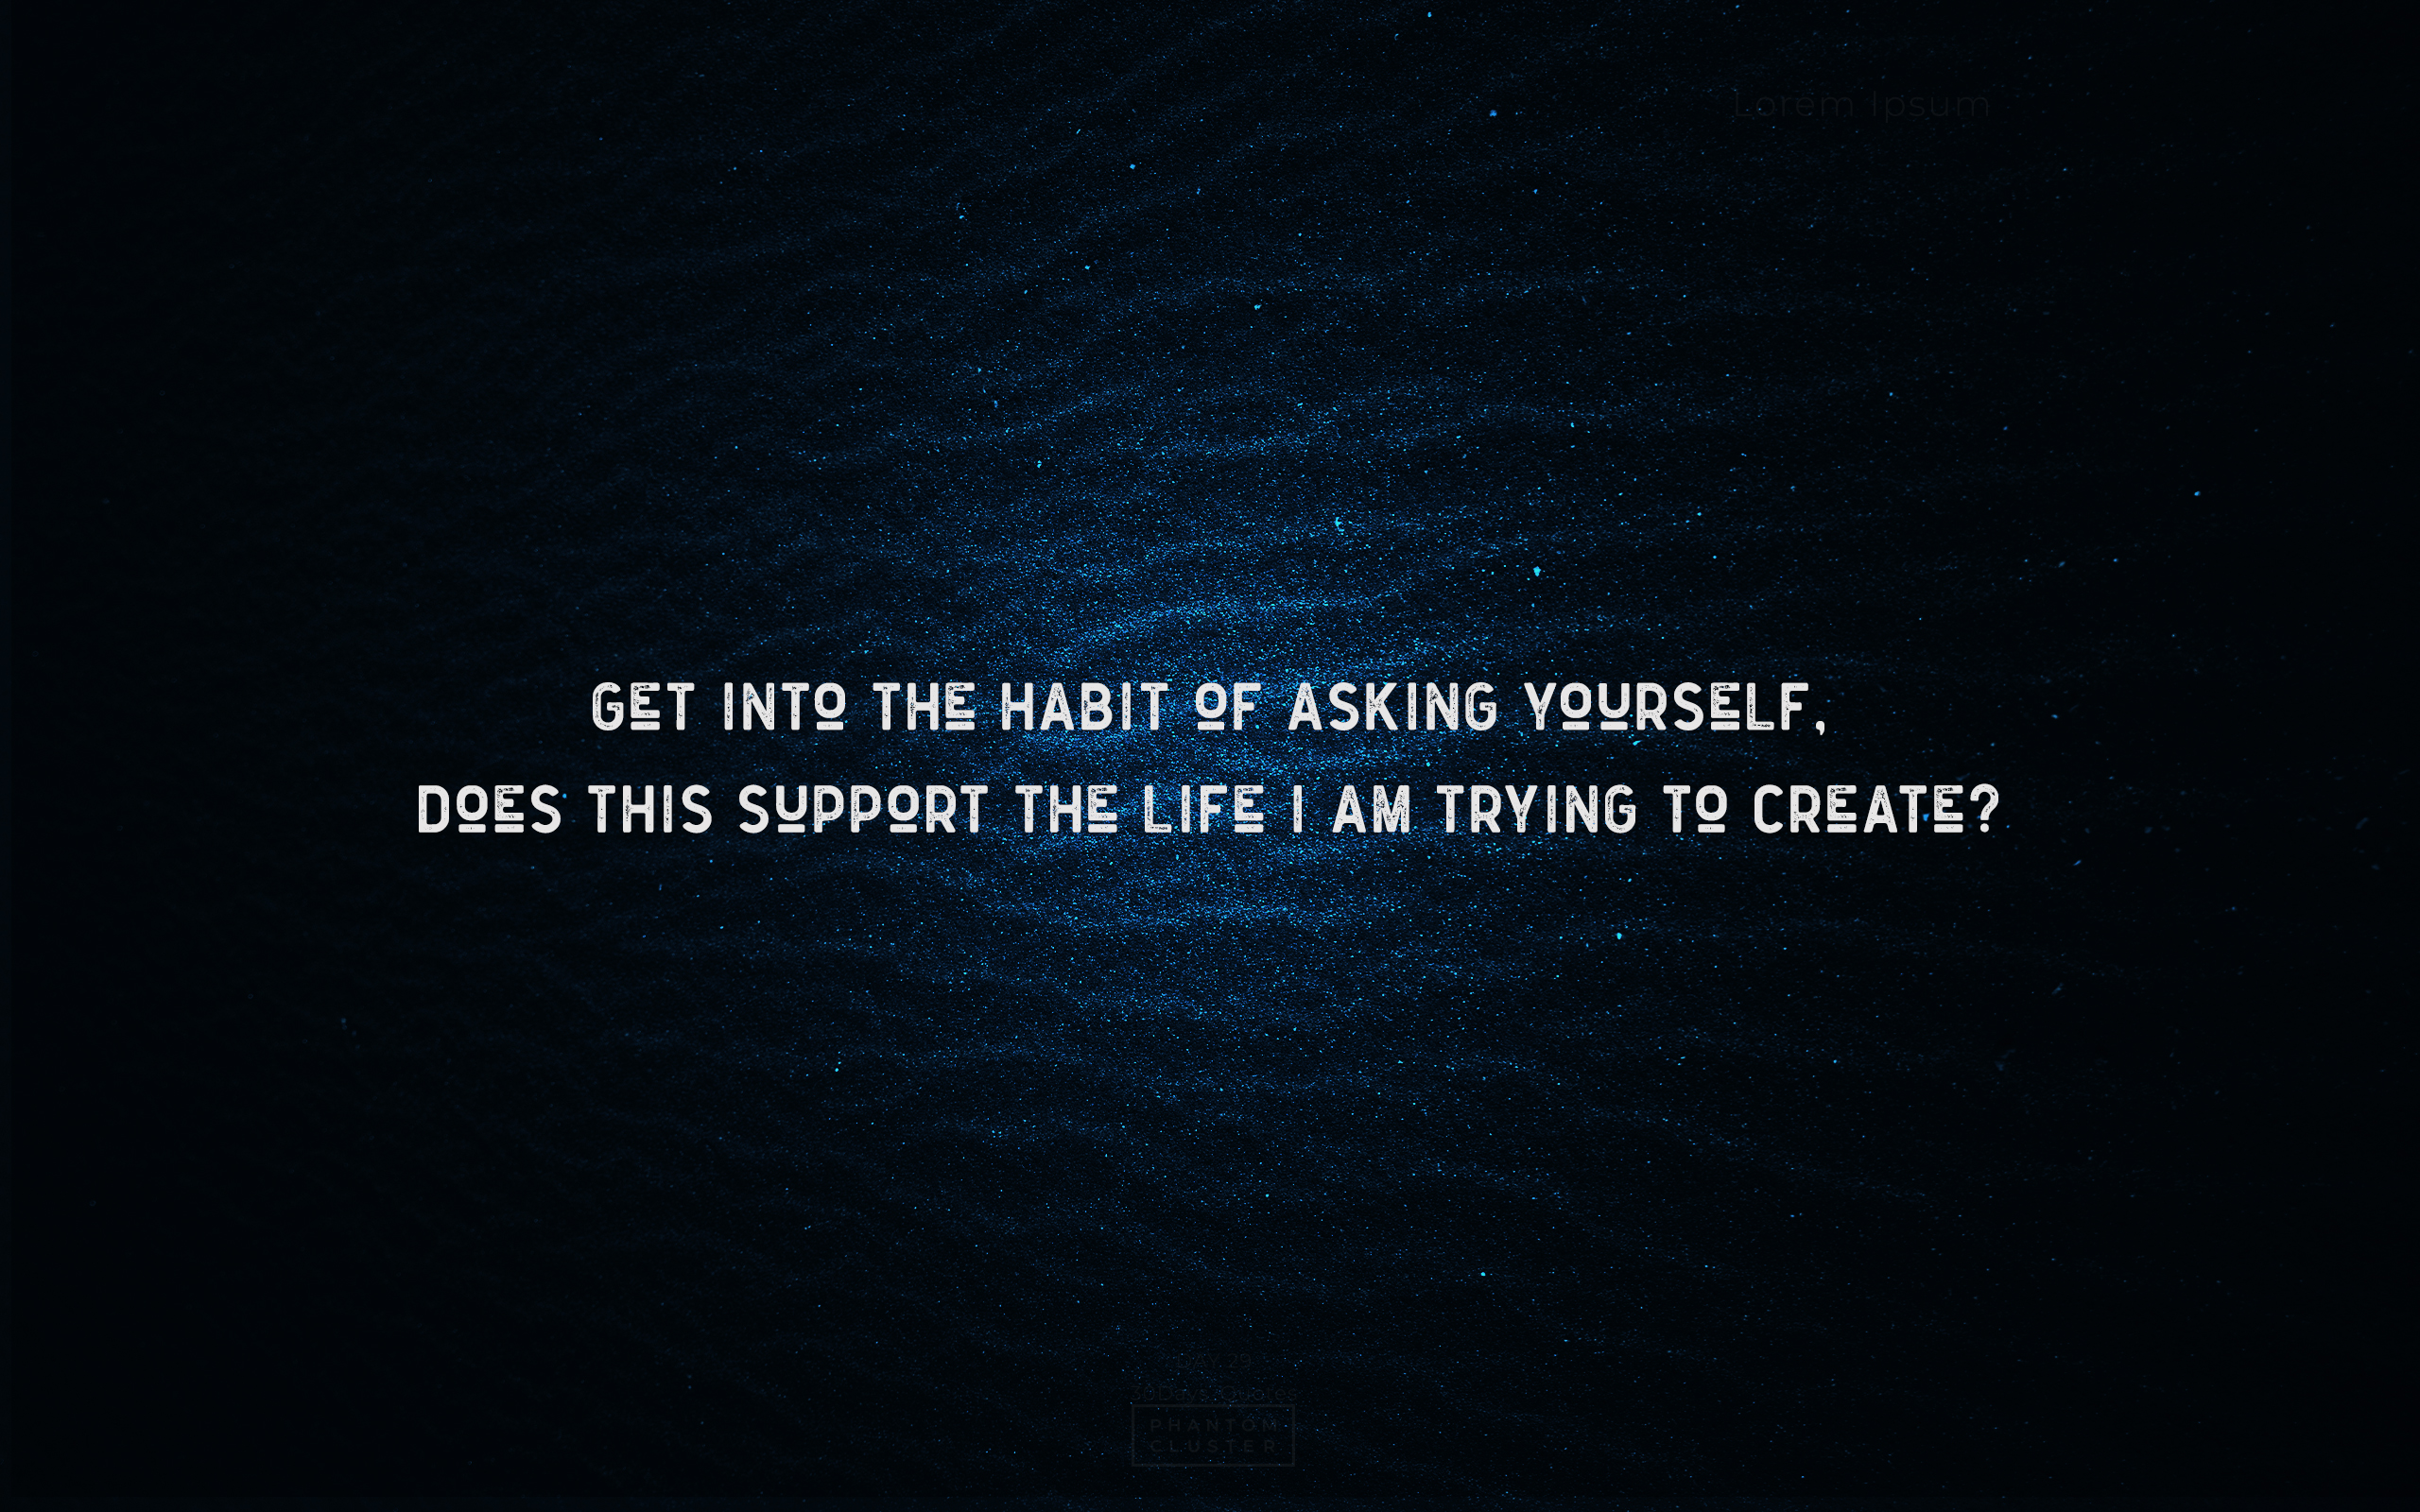 Lorem Ipsum
GET INTO THE HABIT OF ASKING YOURSELF,
DOES THIS SUPPORT THE LIFE I AM TRYING TO CREATE?
DAY 29
30Days Quotes
PHANTOM
CLUSTER